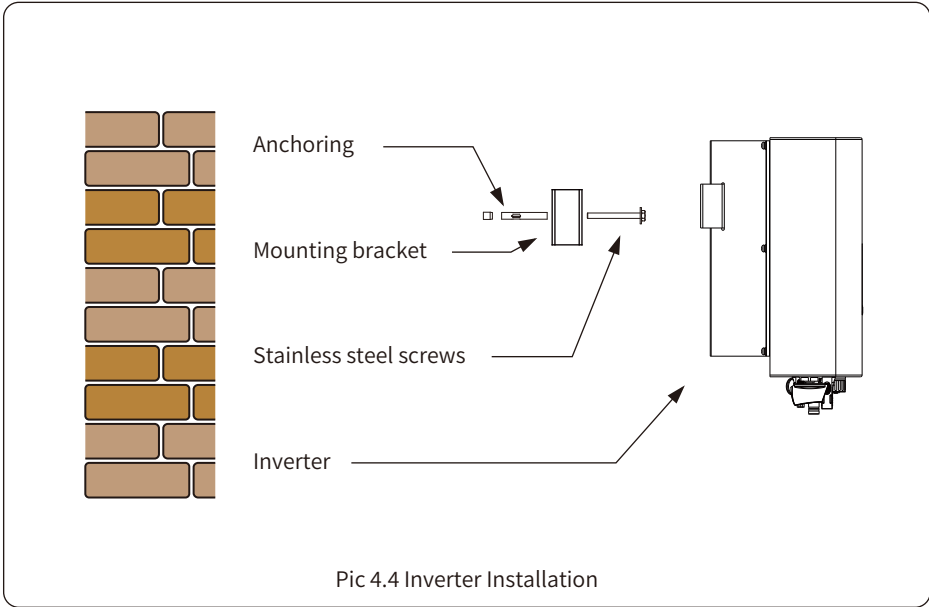 Anchoring
Mounting bracket
Stainless steel screws
Inverter
Pic 4.4 Inverter Installation